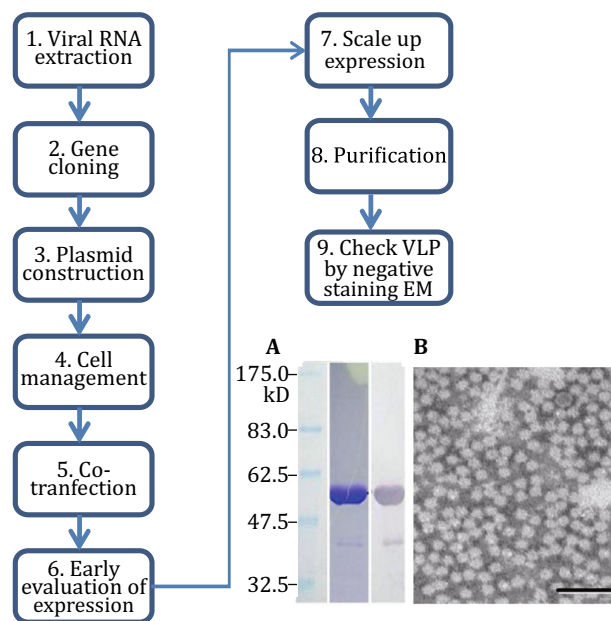 1. Viral RNA
extraction
2. Gene
cloning
3. Plasmid
construction
4. Cell
management
5. Co-
tranfection
6. Early
evaluation of
expression
7. Scale up
expression
8. Purification
9. Check VLP
by negative
staining EM
A
175.0
kD
83.0
62.5
47.5
32.5
B